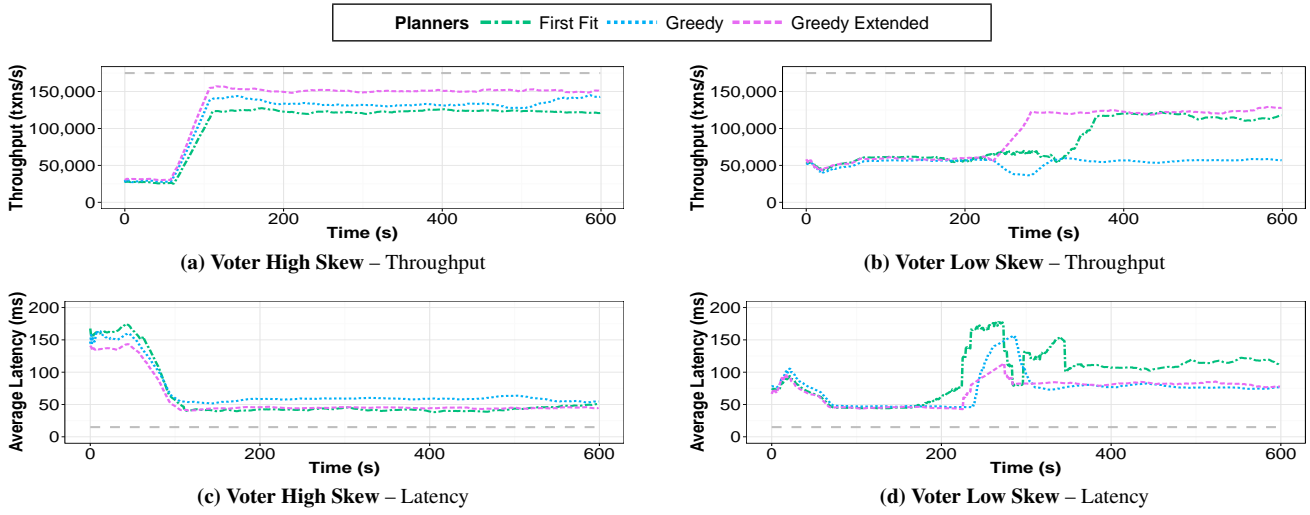 Planners First Fit Greedy Greedy Extended
Throughput (txns/s)
150,000
100,000
50,000
0
0 200 400 600
Time (s)
(a) Voter High Skew – Throughput
Throughput (txns/s)
150,000
100,000
50,000
0
0 200 400 600
Time (s)
(b) Voter Low Skew – Throughput
Average Latency (ms)
200
150
100
50
0
0 200 400 600
Time (s)
(c) Voter High Skew – Latency
Average Latency (ms)
200
150
100
50
0
0 200 400 600
Time (s)
(d) Voter Low Skew – Latency